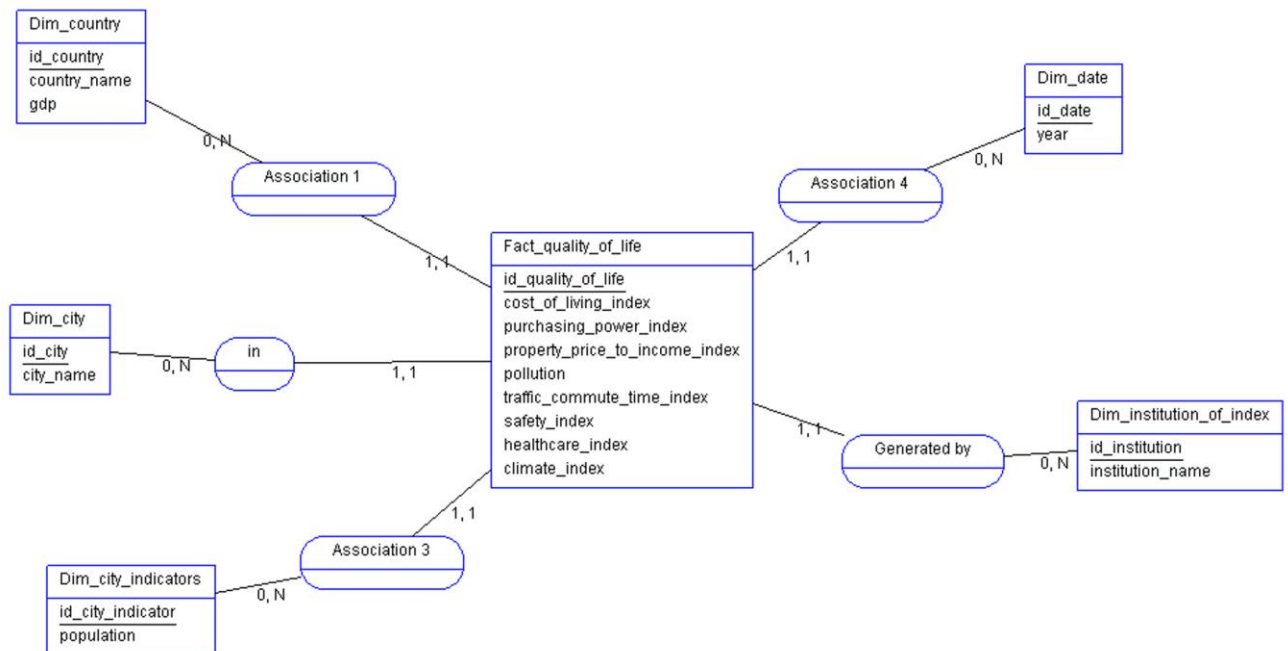 Dim_country
id_country
country_name
gdp
0, N
Association 1
1, 1
Dim_date
id_date
year
0, N
Association 4
1, 1
Fact_quality_of_life
id_quality_of_life
cost_of_living_index
purchasing_power_index
property_price_to_income_index
pollution
traffic_commute_time_index
safety_index
healthcare_index
climate_index
Dim_city
id_city
city_name
0, N
in
1, 1
Dim_institution_of_index
id_institution
institution_name
0, N
Generated by
1, 1
Dim_city_indicators
id_city_indicator
population
0, N
Association 3
1, 1